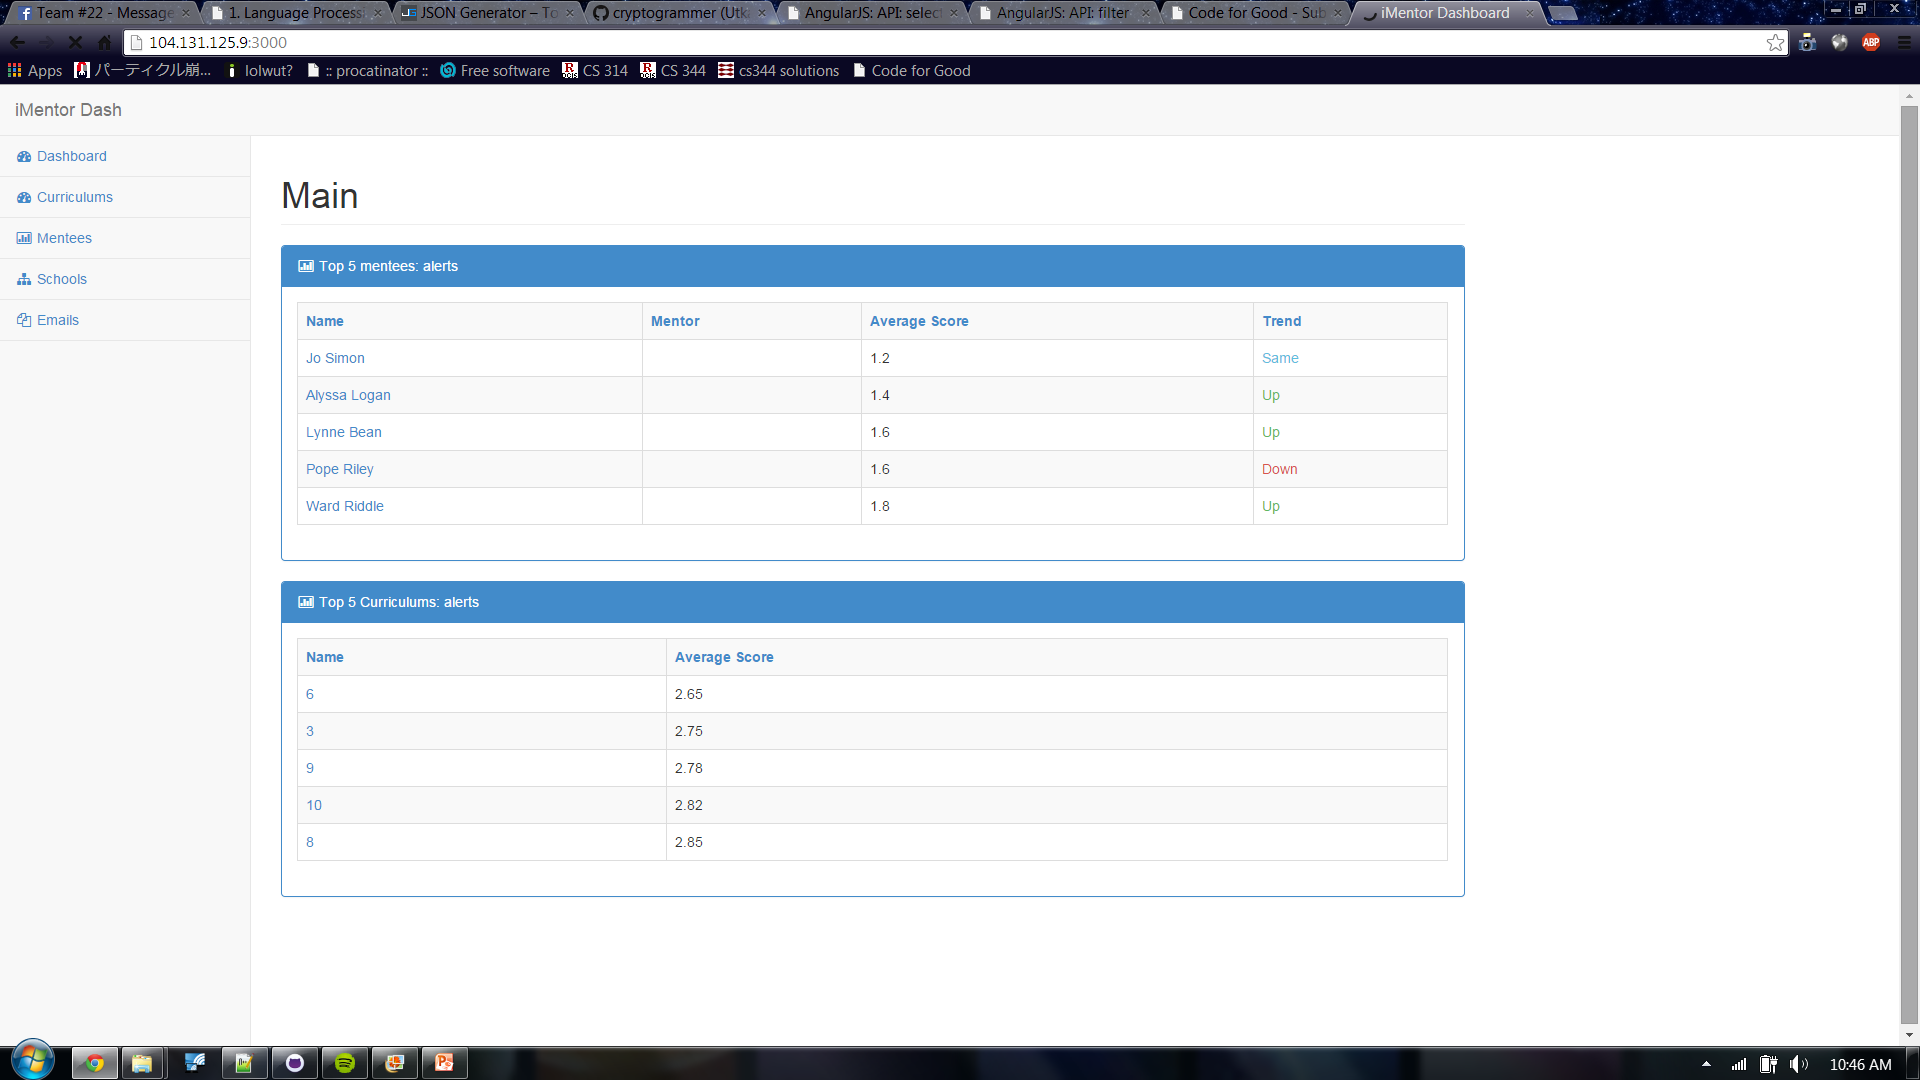 Team #22 - Message
1. Language Process
JSON Generator – To
cryptogrammer (Utk
AngularJS: API: select
AngularJS: API: filter
Code for Good - Sub
iMentor Dashboard
104.131.125.9:3000
ABP
Apps パーティクル崩... lolwut? :: procatinator :: Free software CS 314 CS 344 cs344 solutions Code for Good
iMentor Dash
Dashboard
Curriculums
Mentees
Schools
Emails
Main
Top 5 mentees: alerts
Name Mentor Average Score Trend
Jo Simon 1.2 Same
Alyssa Logan 1.4 Up
Lynne Bean 1.6 Up
Pope Riley 1.6 Down
Ward Riddle 1.8 Up
Top 5 Curriculums: alerts
Name Average Score
6 2.65
3 2.75
9 2.78
10 2.82
8 2.85
10:46 AM